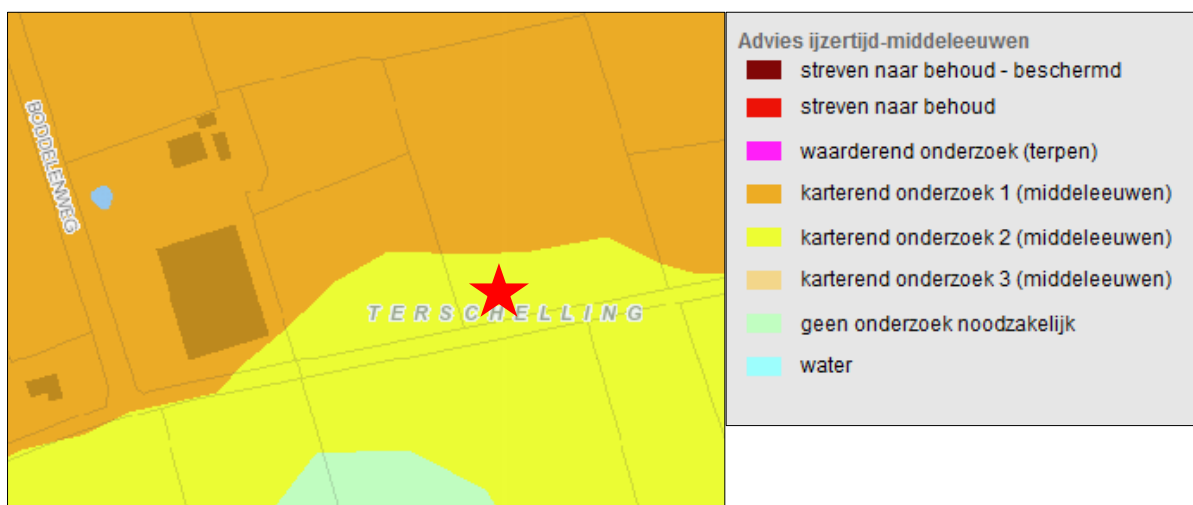 BODDELENWEG
TERSCHELLING
Advies ijzertijd-middeleeuwen
streven naar behoud - beschermd
streven naar behoud
waarderend onderzoek (terpen)
karterend onderzoek 1 (middeleeuwen)
karterend onderzoek 2 (middeleeuwen)
karterend onderzoek 3 (middeleeuwen)
geen onderzoek noodzakelijk
water